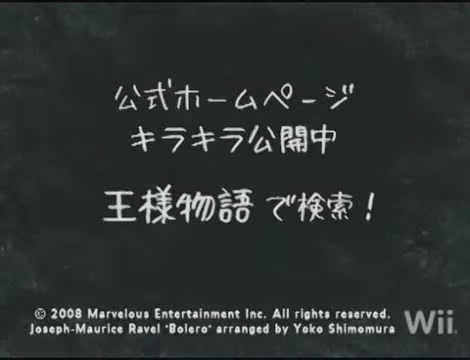 公式ホームページ
キラキラ公開中
王様物語 で検索！
© 2008 Marvelous Entertainment Inc. All rights reserved.
Joseph-Maurice Ravel "Bolero" arranged by Yoko Shimomura
Wii